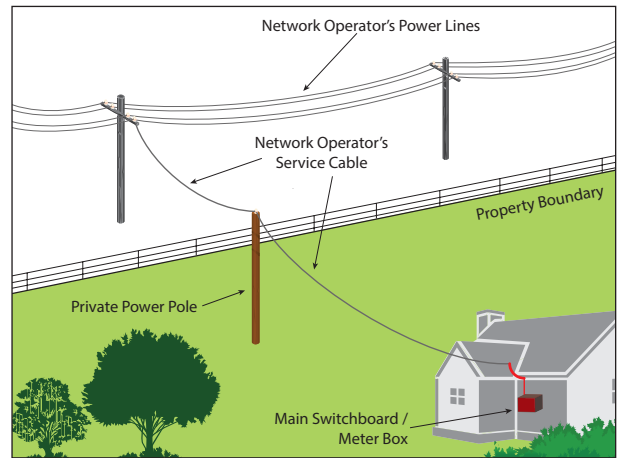 Network Operator's Power Lines
Network Operator's
Service Cable
Property Boundary
Private Power Pole
Main Switchboard /
Meter Box